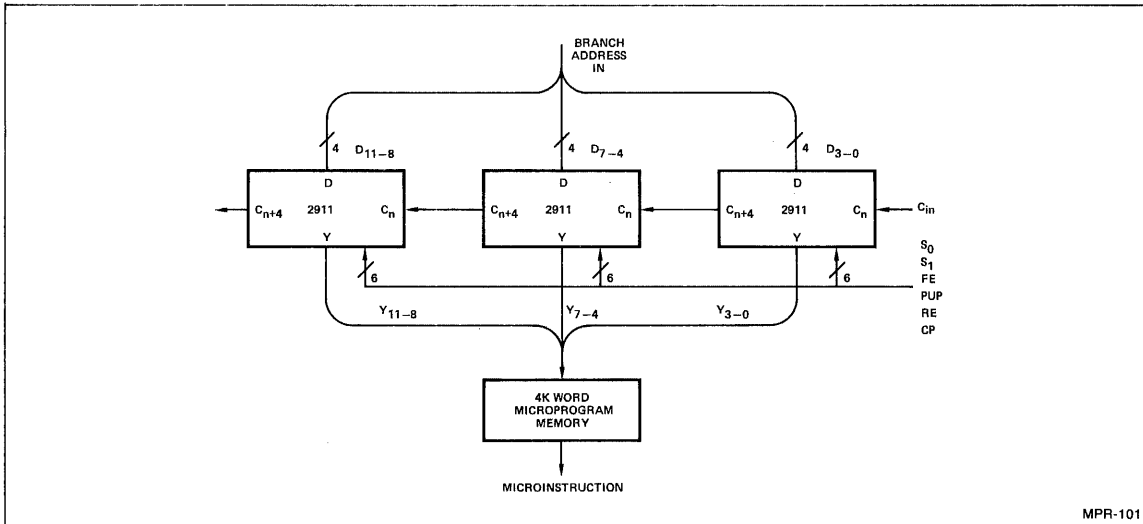 BRANCH
ADDRESS
IN
4 D11–8 4 D7–4 4 D3–0
D D D
Cn+4 2911 Cn Cn+4 2911 Cn Cn+4 2911 Cn Cin
Y Y Y
S0
S1
6 6 6 FE
PUP
Y11–8 Y7–4 Y3–0 RE
CP
4K WORD
MICROPROGRAM
MEMORY
MICROINSTRUCTION
MPR-101